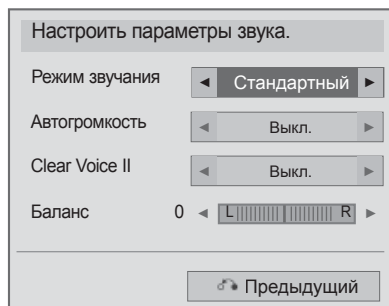 Настроить параметры звука.
Режим звучания ◄ Стандартный ►
Автогромкость ◄ Выкл. ►
Clear Voice II ◄ Выкл. ►
Баланс 0 ◄ L R ►
Предыдущий